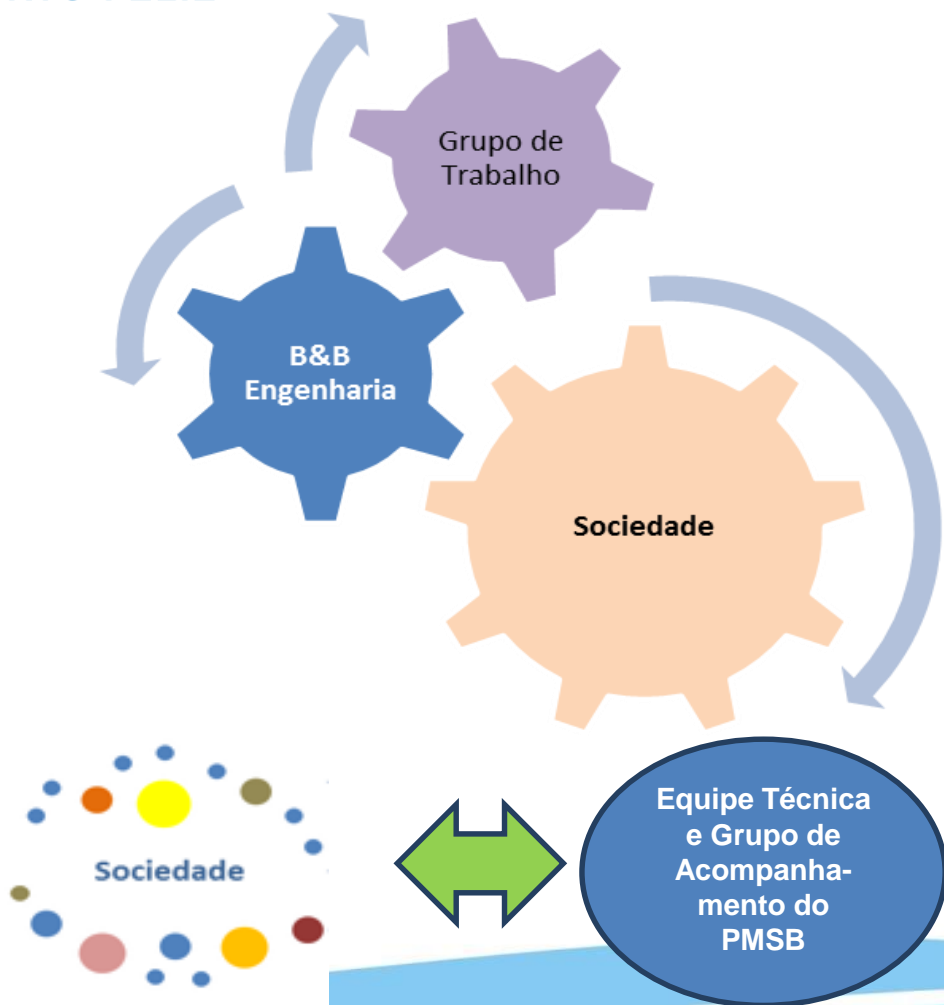 Grupo de
Trabalho
B&B
Engenharia
Sociedade
Sociedade
Equipe Técnica
e Grupo de
Acompanha-
mento do
PMSB